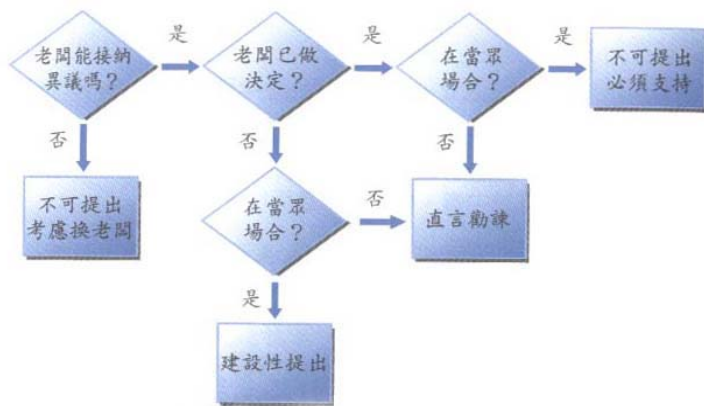 老闆能接納
異議嗎？
是
老闆已做
決定？
是
在當眾
場合？
是
不可提出
必須支持
否
否
否
不可提出
考慮換老闆
在當眾
場合？
否
直言勸諫
是
建設性提出